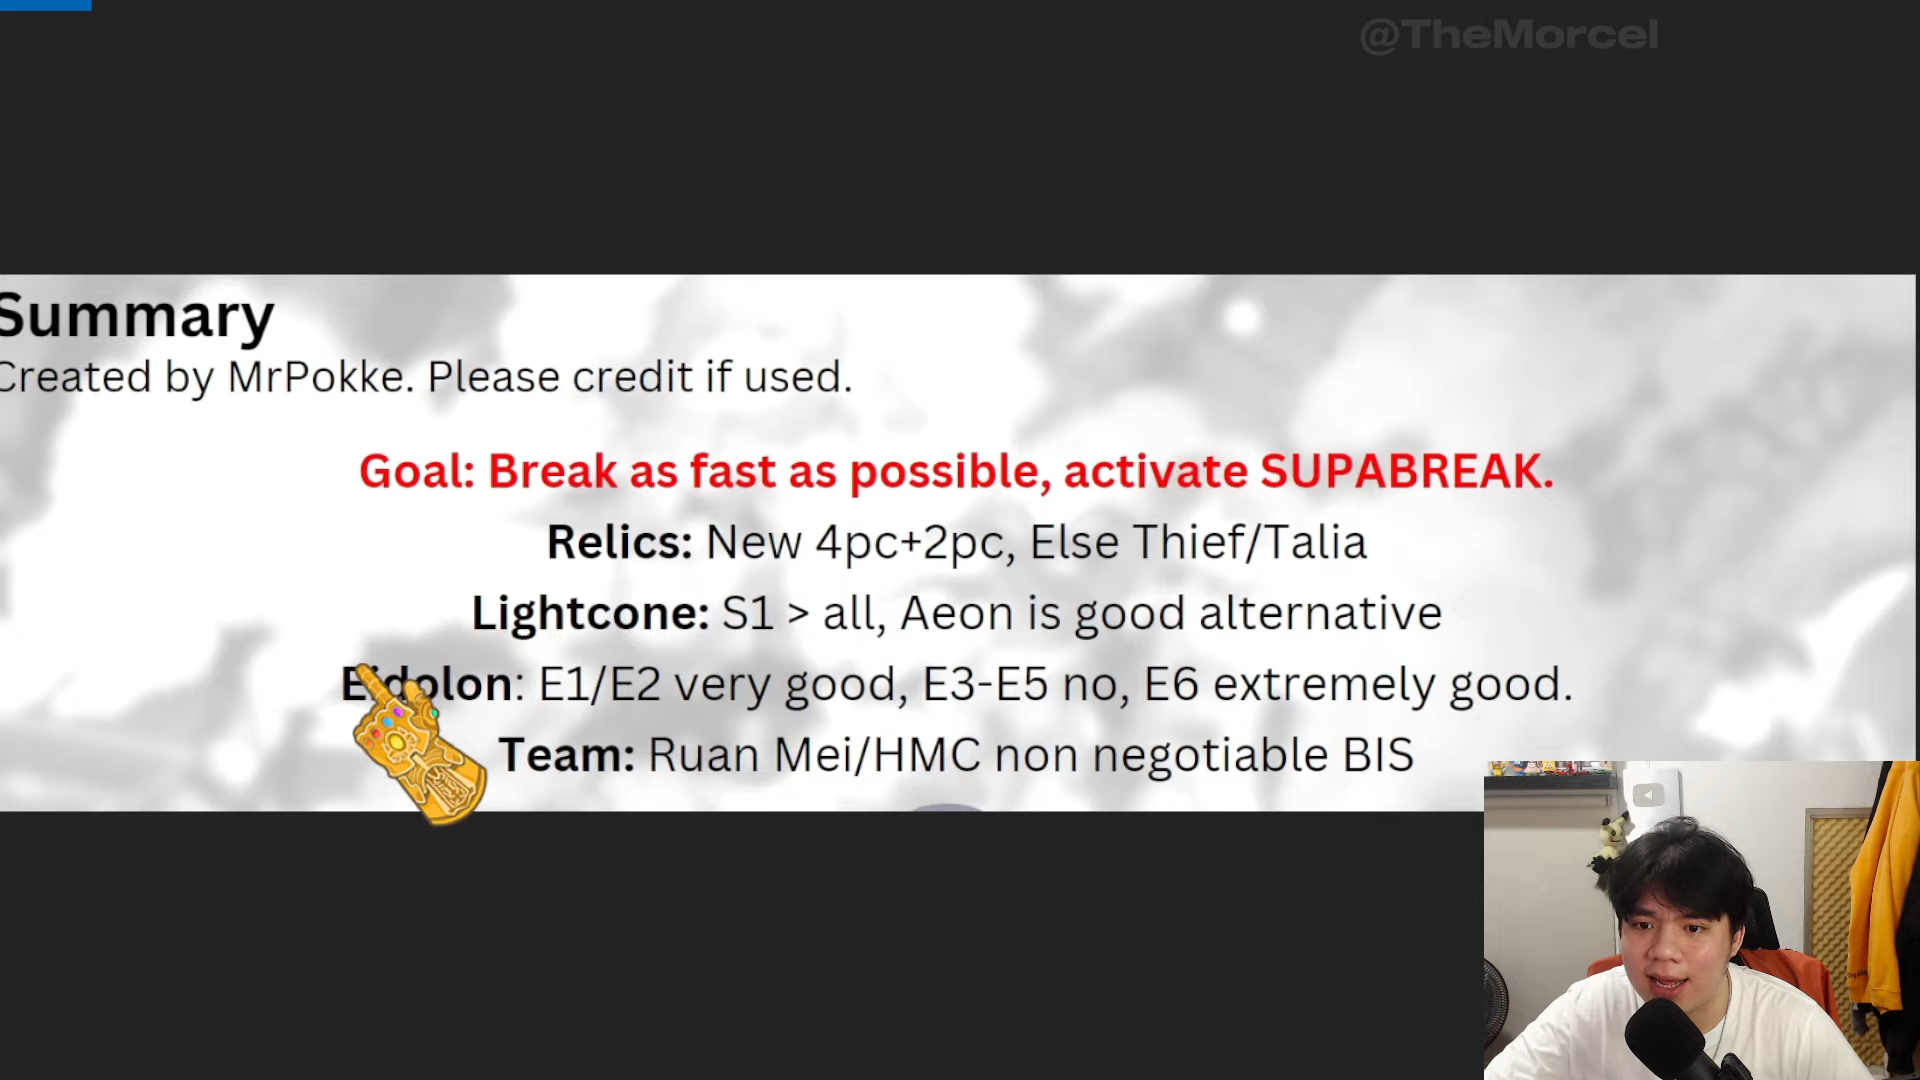 @TheMorcel
Summary
Created by MrPokke. Please credit if used.
Goal: Break as fast as possible, activate SUPABREAK.
Relics: New 4pc+2pc, Else Thief/Talia
Lightcone: S1 > all, Aeon is good alternative
Eidolon: E1/E2 very good, E3-E5 no, E6 extremely good.
Team: Ruan Mei/HMC non negotiable BIS